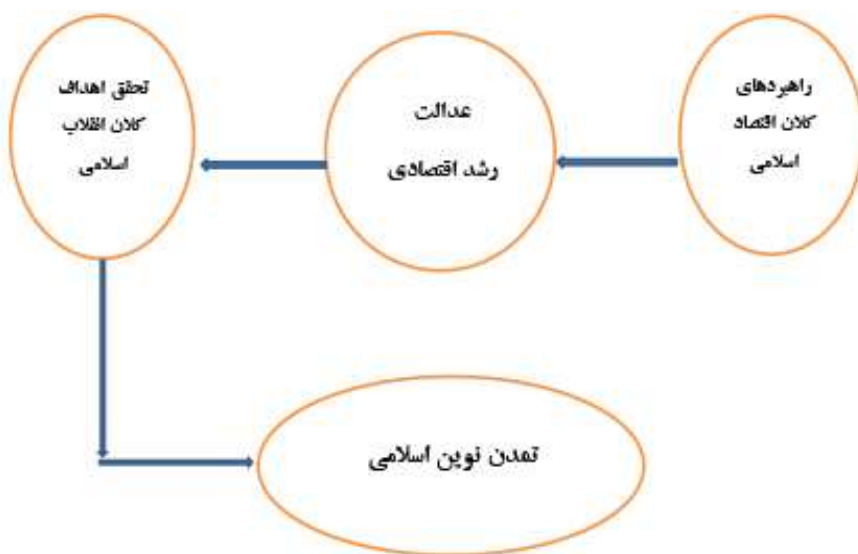 راهبردهای
کلان اقتصاد
اسلامی
عدالت
رشد اقتصادی
تحقق اهداف
کلان انقلاب
اسلامی
تمدن نوین اسلامی